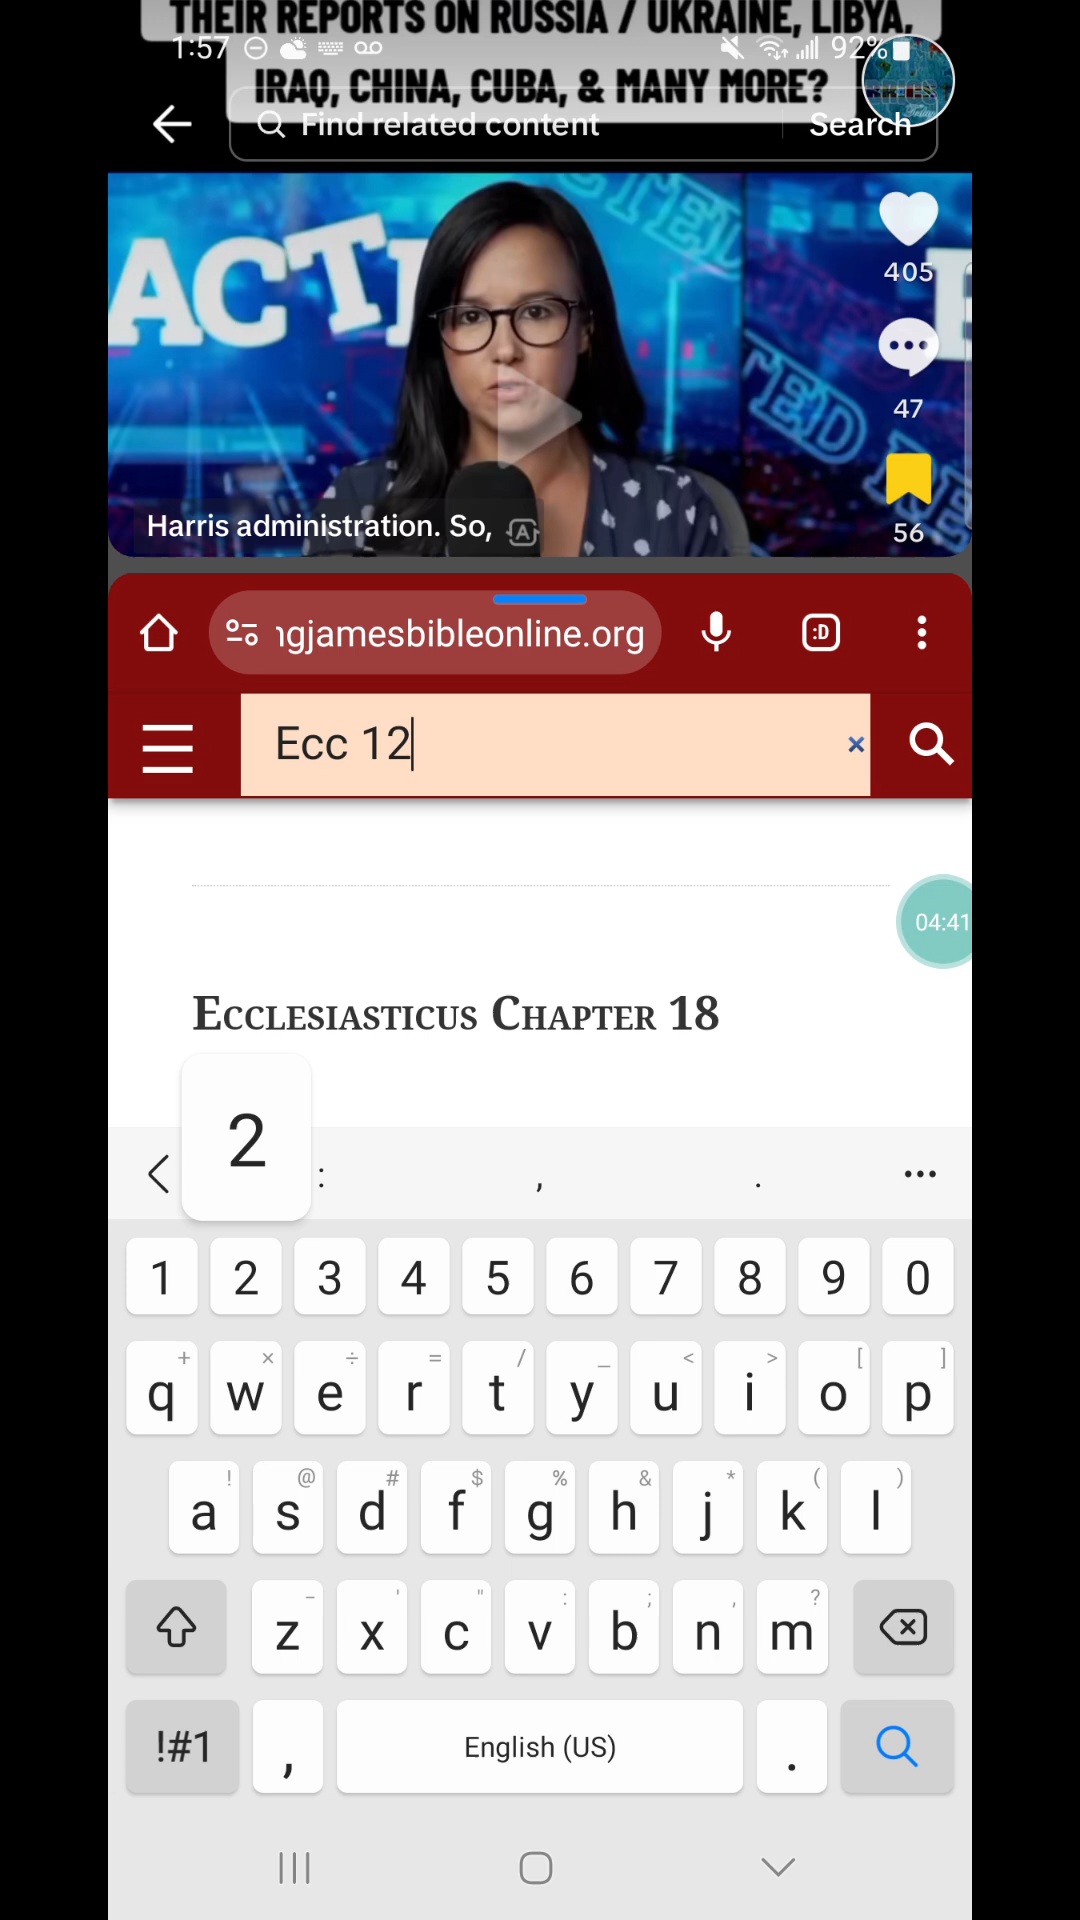 THEIR REPORTS ON RUSSIA / UKRAINE, LIBYA,
1:57
92%
IRAQ, CHINA, CUBA, & MANY MORE?
Find related content
Search
ACT
405
47
Harris administration. So,
A
56
ngjamesbibleonline.org
:D
Ecc 12
×
04:41
Ecclesiasticus Chapter 18
2
: , . •••
1 2 3 4 5 6 7 8 9 0
+ × ÷ = / _ < > [ ]
q w e r t y u i o p
! @ # $ % & * ( )
a s d f g h j k l
- ' " : ; , ?
z x c v b n m
!#1 , English (US) .